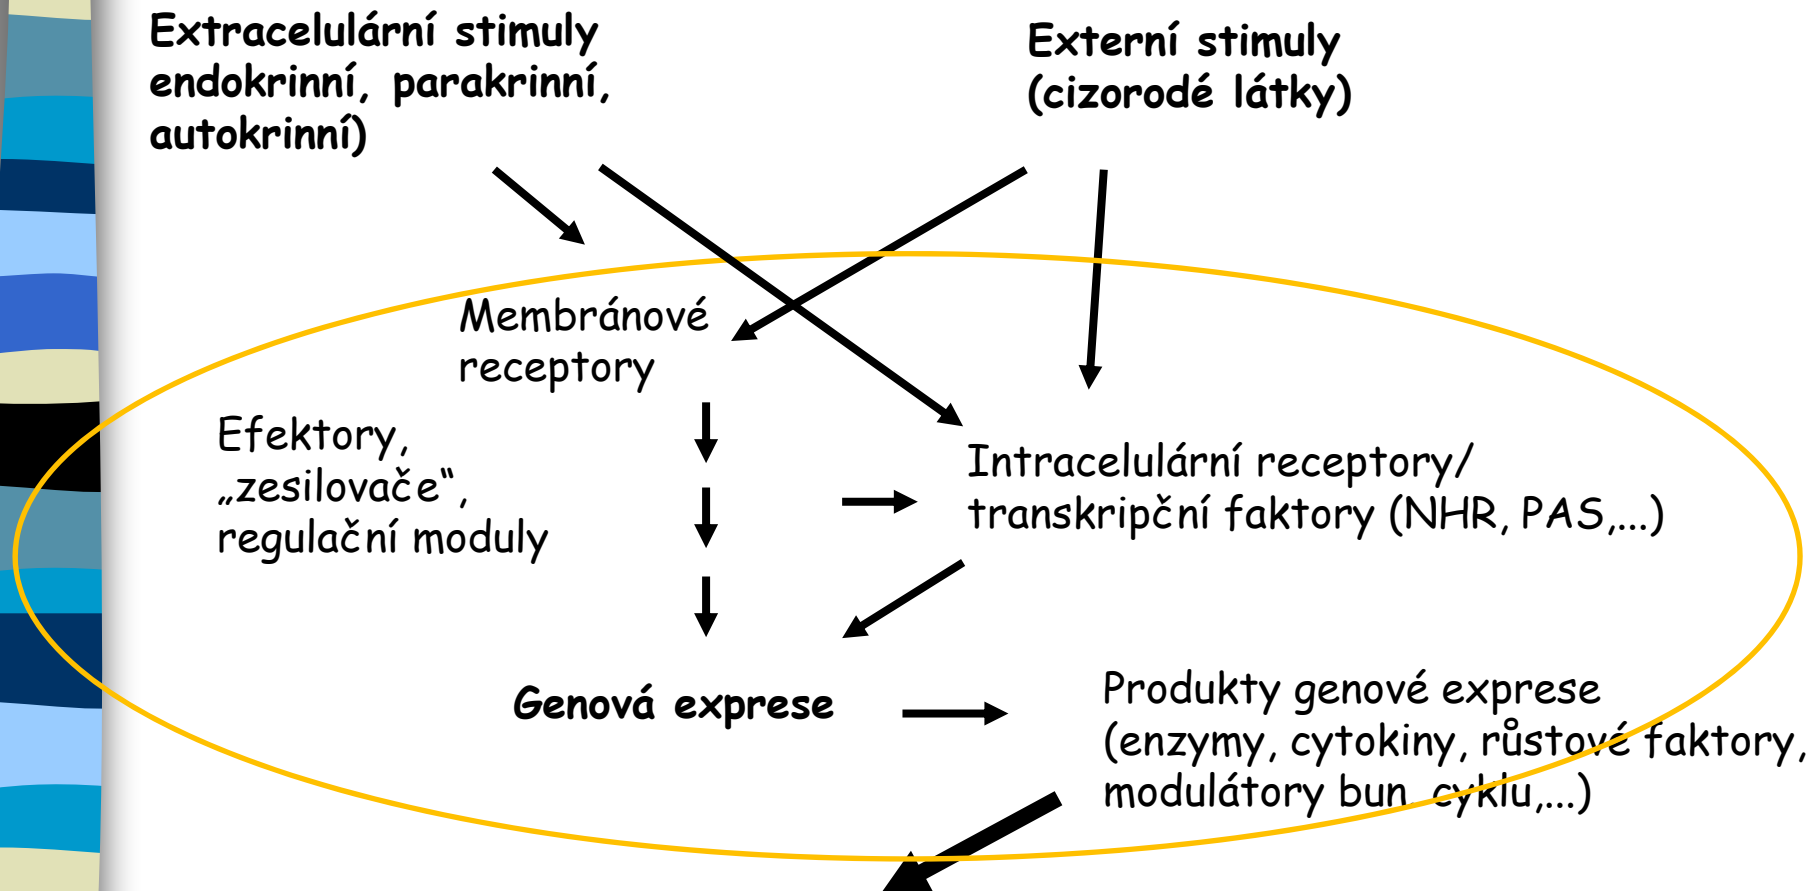 Extracelulární stimuly
endokrinní, parakrinní,
autokrinní)
Externí stimuly
(cizorodé látky)
Membránové
receptory
Efektory,
„zesilovače“,
regulační moduly
Intracelulární receptory/
transkripční faktory (NHR, PAS,...)
Genová exprese
Produkty genové exprese
(enzymy, cytokiny, růstové faktory,
modulátory bun. cyklu,...)